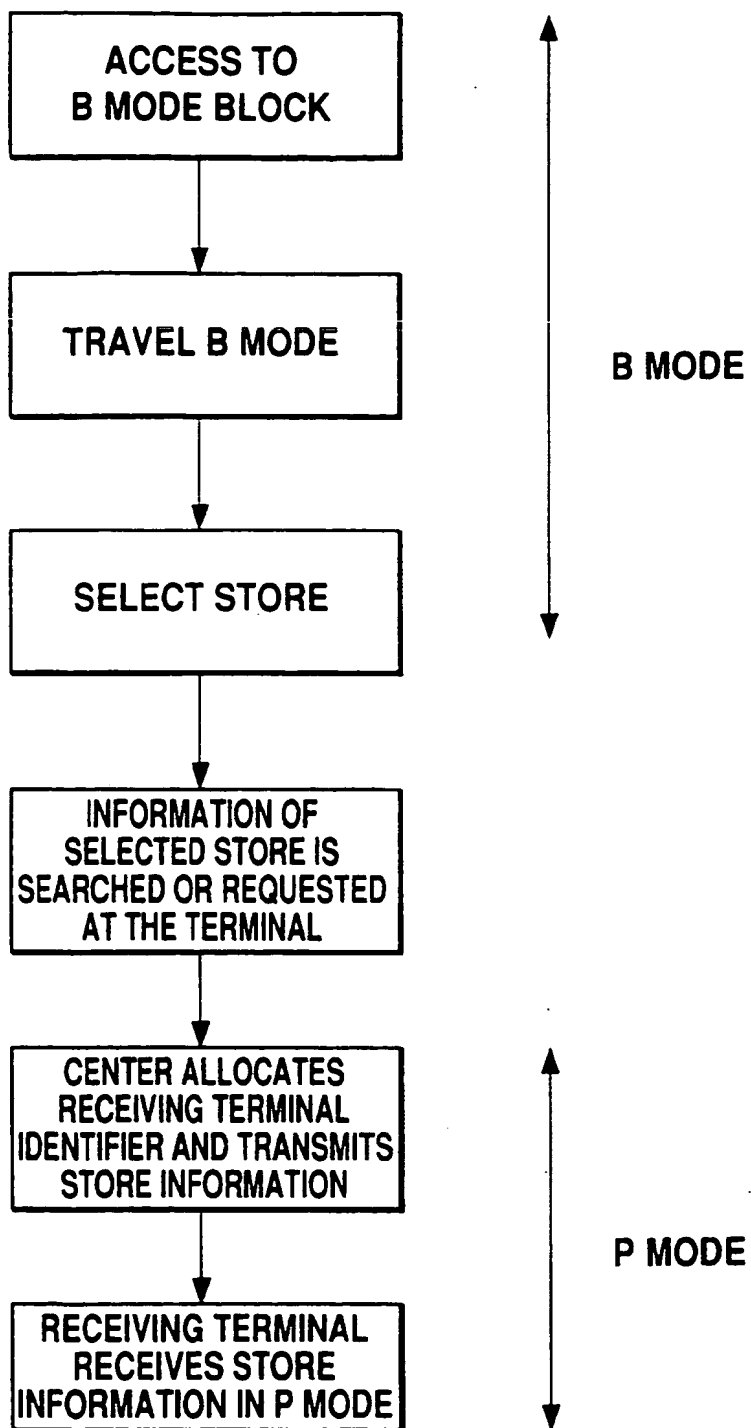 ACCESS TO
B MODE BLOCK
TRAVEL B MODE
B MODE
SELECT STORE
INFORMATION OF
SELECTED STORE IS
SEARCHED OR REQUESTED
AT THE TERMINAL
CENTER ALLOCATES
RECEIVING TERMINAL
IDENTIFIER AND TRANSMITS
STORE INFORMATION
P MODE
RECEIVING TERMINAL
RECEIVES STORE
INFORMATION IN P MODE